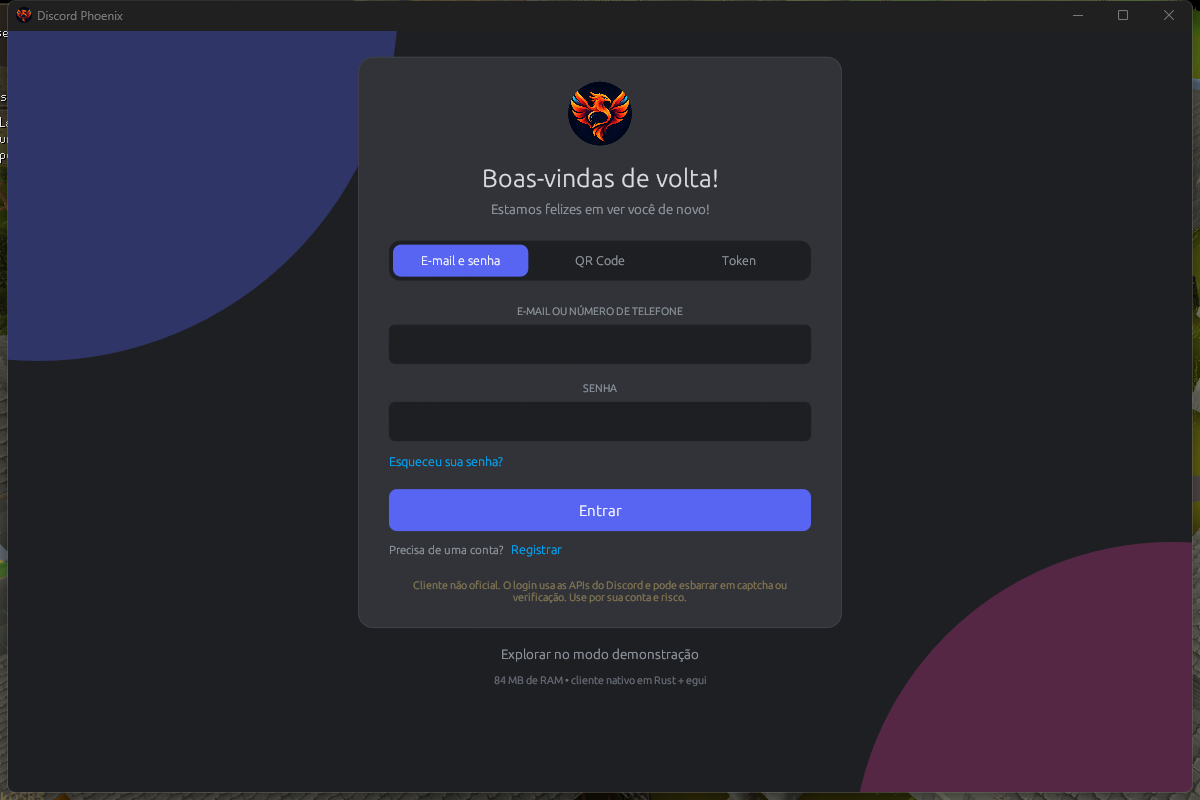 Discord Phoenix
Boas-vindas de volta!
Estamos felizes em ver você de novo!
E-mail e senha
QR Code
Token
E-MAIL OU NÚMERO DE TELEFONE
SENHA
Esqueceu sua senha?
Entrar
Precisa de uma conta? Registrar
Cliente não oficial. O login usa as APIs do Discord e pode esbarrar em captcha ou
verificação. Use por sua conta e risco.
Explorar no modo demonstração
84 MB de RAM • cliente nativo em Rust + egui